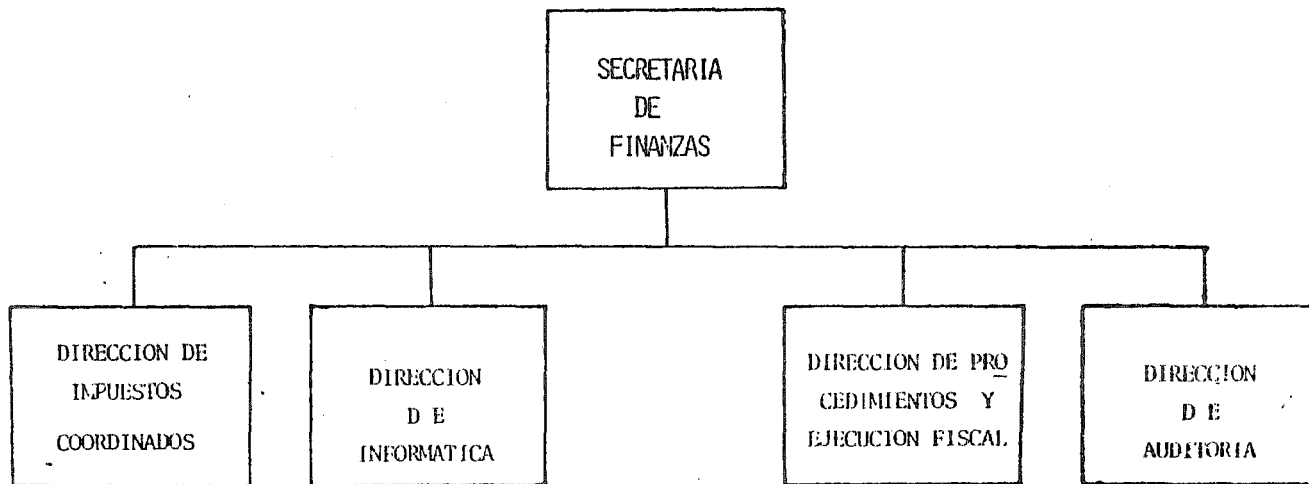 SECRETARIA
DE
FINANZAS
DIRECCION DE
IMPUESTOS
COORDINADOS
DIRECCION
D E
INFORMATICA
DIRECCION DE PRO
CEDIMIENTOS Y
EJECUCION FISCAL
DIRECCION
D E
AUDITORIA